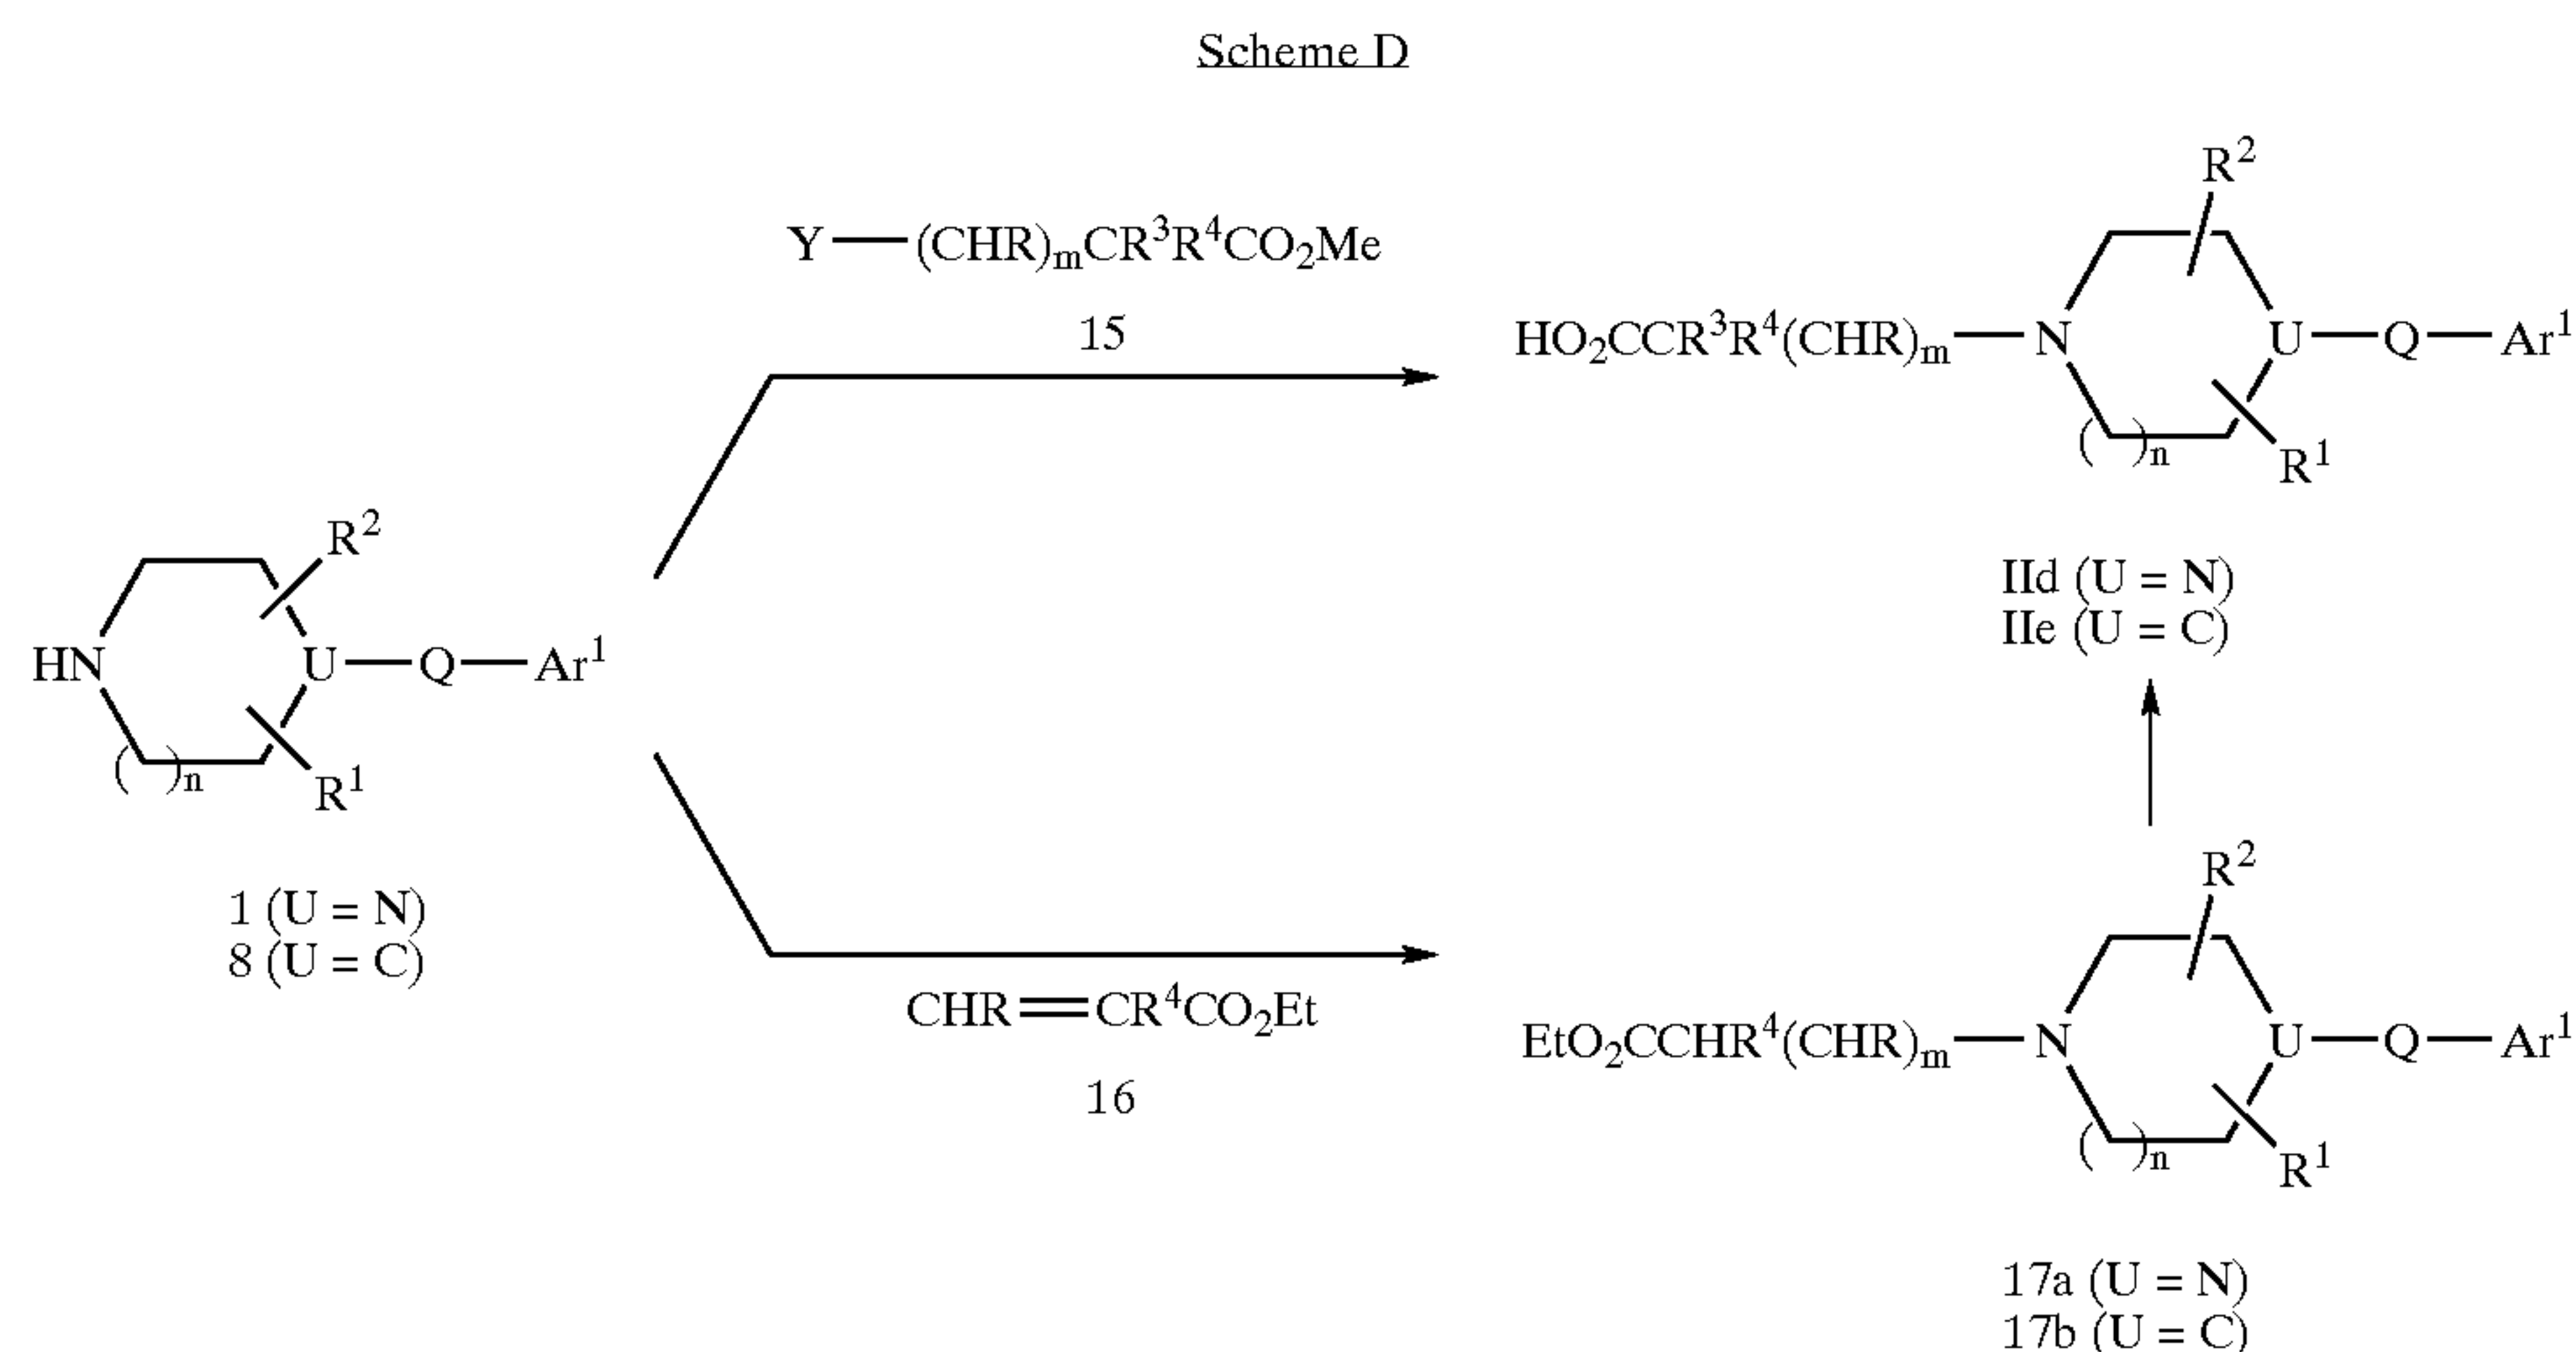 Scheme D
Y—(CHR)ₘCR³R⁴CO₂Me
15
R²
HO₂CCR³R⁴(CHR)ₘ—N U—Q—Ar¹
( )ₙ
R¹
IId (U = N)
IIe (U = C)
R²
HN U—Q—Ar¹
( )ₙ
R¹
1 (U = N)
8 (U = C)
CHR=CR⁴CO₂Et
16
R²
EtO₂CCHR⁴(CHR)ₘ—N U—Q—Ar¹
( )ₙ
R¹
17a (U = N)
17b (U = C)